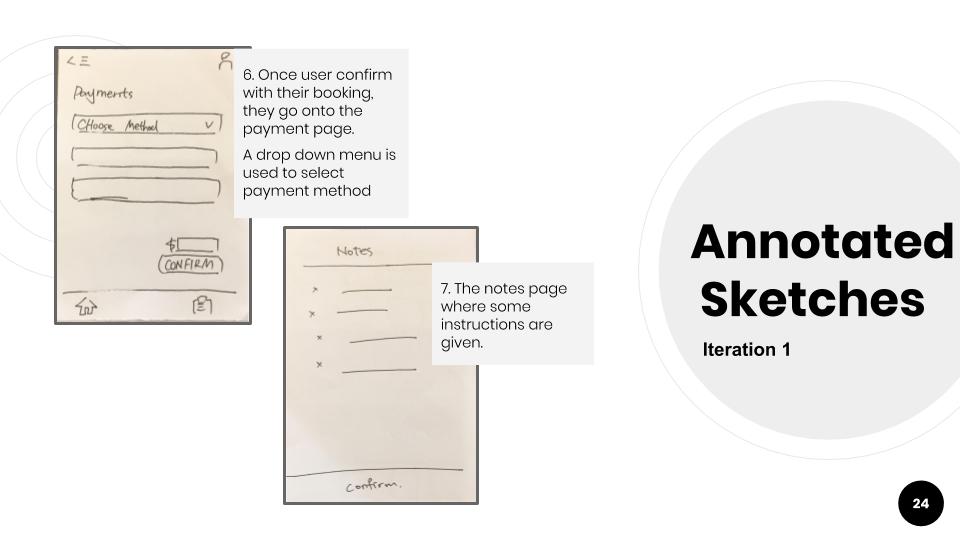 Payments
Choose Method
$
CONFIRM
6. Once user confirm
with their booking,
they go onto the
payment page.
A drop down menu is
used to select
payment method
Notes
x
x
x
x
Confirm.
7. The notes page
where some
instructions are
given.
Annotated
Sketches
Iteration 1
24